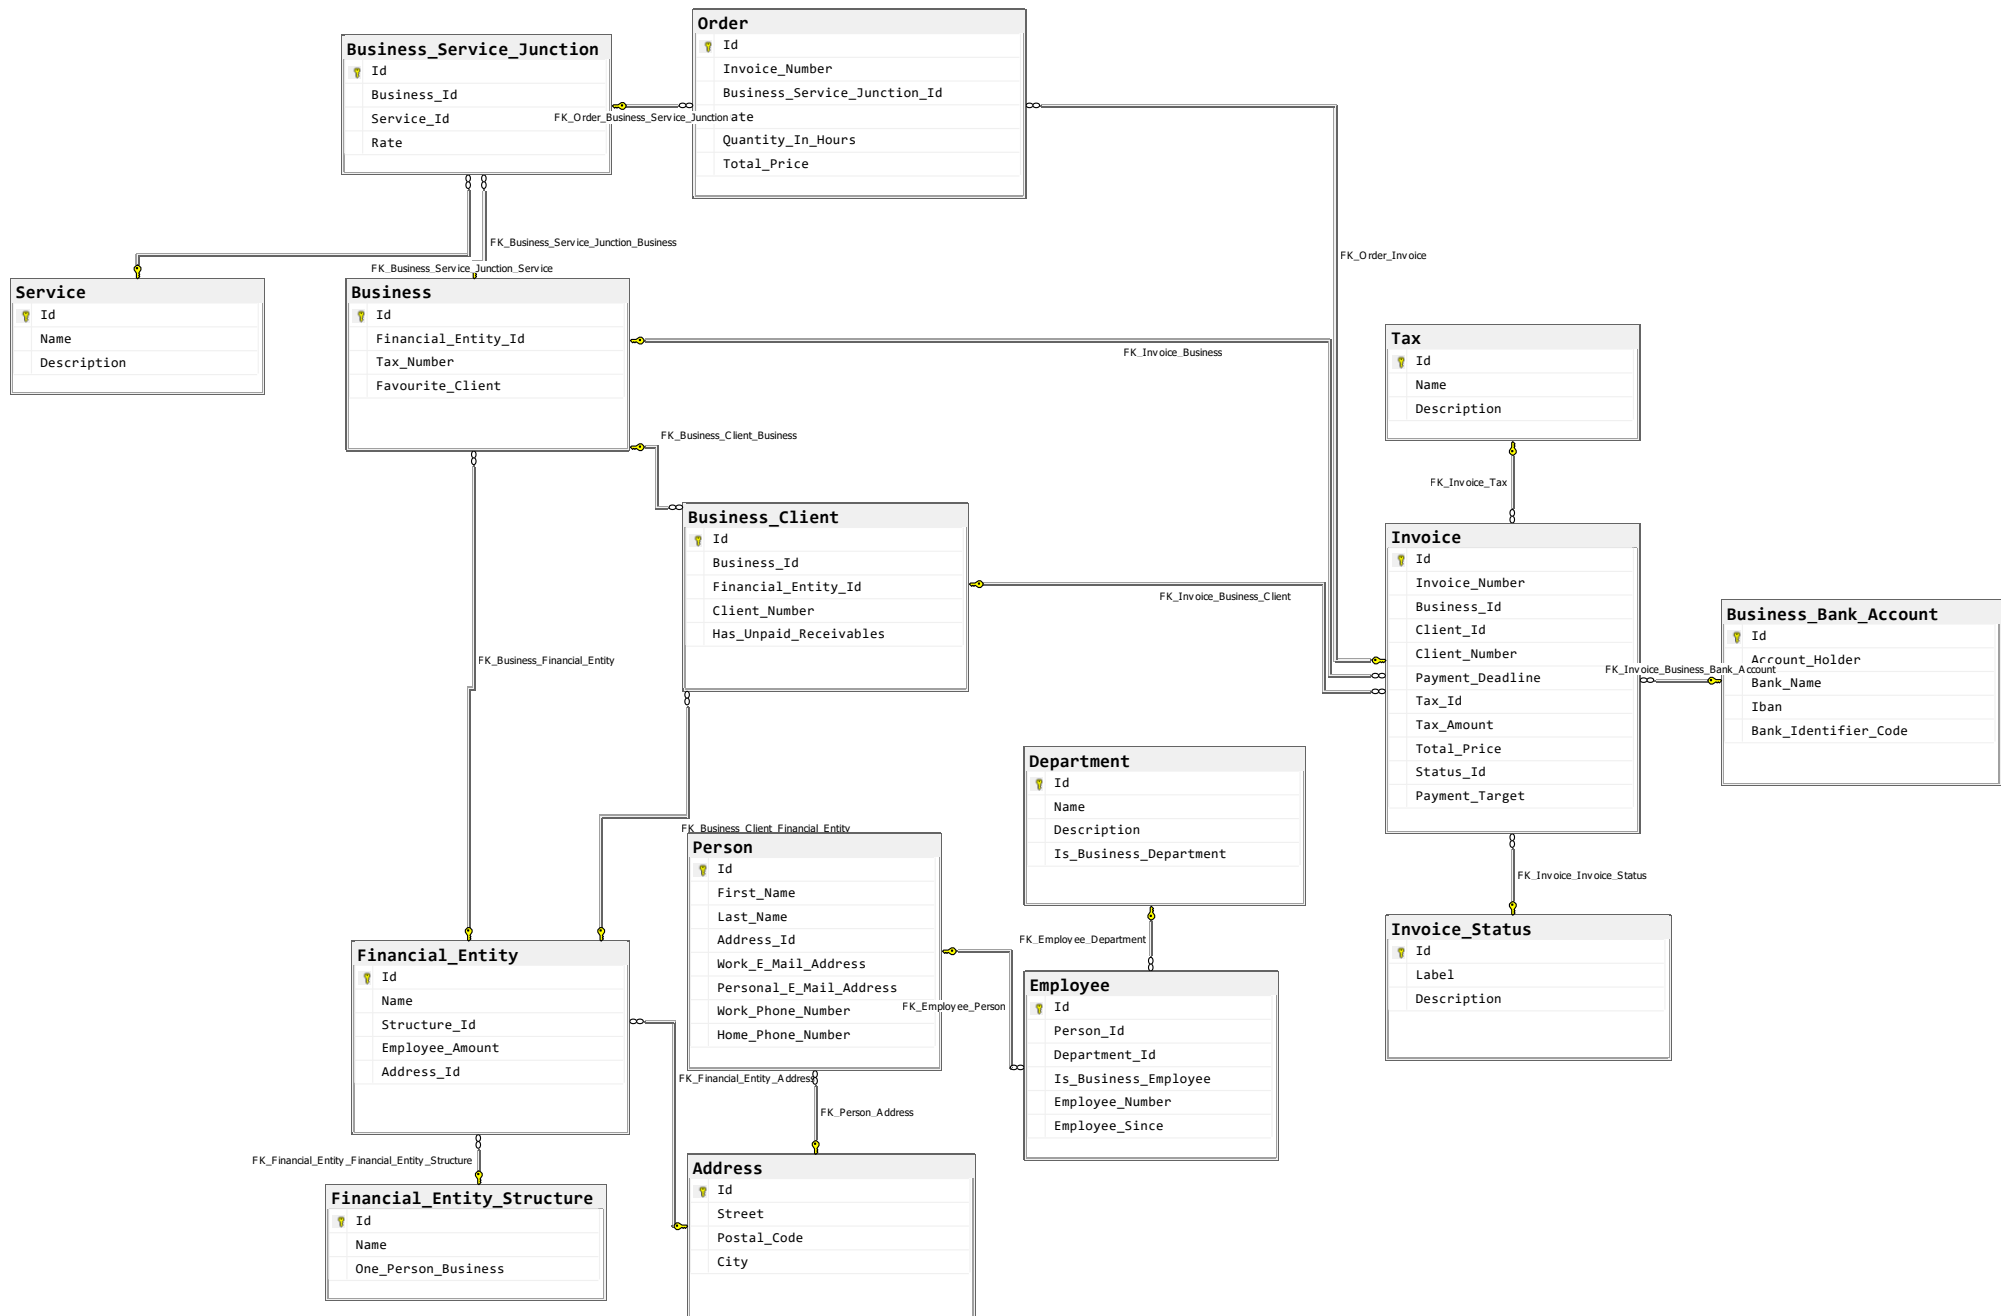 Order
Id
Invoice_Number
Business_Service_Junction_Id
ate
Quantity_In_Hours
Total_Price
Business_Service_Junction
Id
Business_Id
Service_Id
Rate
FK_Order_Business_Service_Junction
FK_Business_Service_Junction_Business
FK_Business_Service_Junction_Service
FK_Order_Invoice
Service
Id
Name
Description
Business
Id
Financial_Entity_Id
Tax_Number
Favourite_Client
FK_Invoice_Business
Tax
Id
Name
Description
FK_Business_Client_Business
FK_Invoice_Tax
Business_Client
Id
Business_Id
Financial_Entity_Id
Client_Number
Has_Unpaid_Receivables
FK_Invoice_Business_Client
Invoice
Id
Invoice_Number
Business_Id
Client_Id
Client_Number
Payment_Deadline
Tax_Id
Tax_Amount
Total_Price
Status_Id
Payment_Target
Business_Bank_Account
Id
Account_Holder
Bank_Name
Iban
Bank_Identifier_Code
FK_Invoice_Business_Bank_Account
FK_Business_Financial_Entity
Department
Id
Name
Description
Is_Business_Department
FK_Business_Client_Financial_Entity
Person
Id
First_Name
Last_Name
Address_Id
Work_E_Mail_Address
Personal_E_Mail_Address
Work_Phone_Number
Home_Phone_Number
FK_Invoice_Invoice_Status
Invoice_Status
Id
Label
Description
FK_Employee_Department
Financial_Entity
Id
Name
Structure_Id
Employee_Amount
Address_Id
FK_Employee_Person
Employee
Id
Person_Id
Department_Id
Is_Business_Employee
Employee_Number
Employee_Since
FK_Financial_Entity_Address
FK_Person_Address
FK_Financial_Entity_Financial_Entity_Structure
Financial_Entity_Structure
Id
Name
One_Person_Business
Address
Id
Street
Postal_Code
City